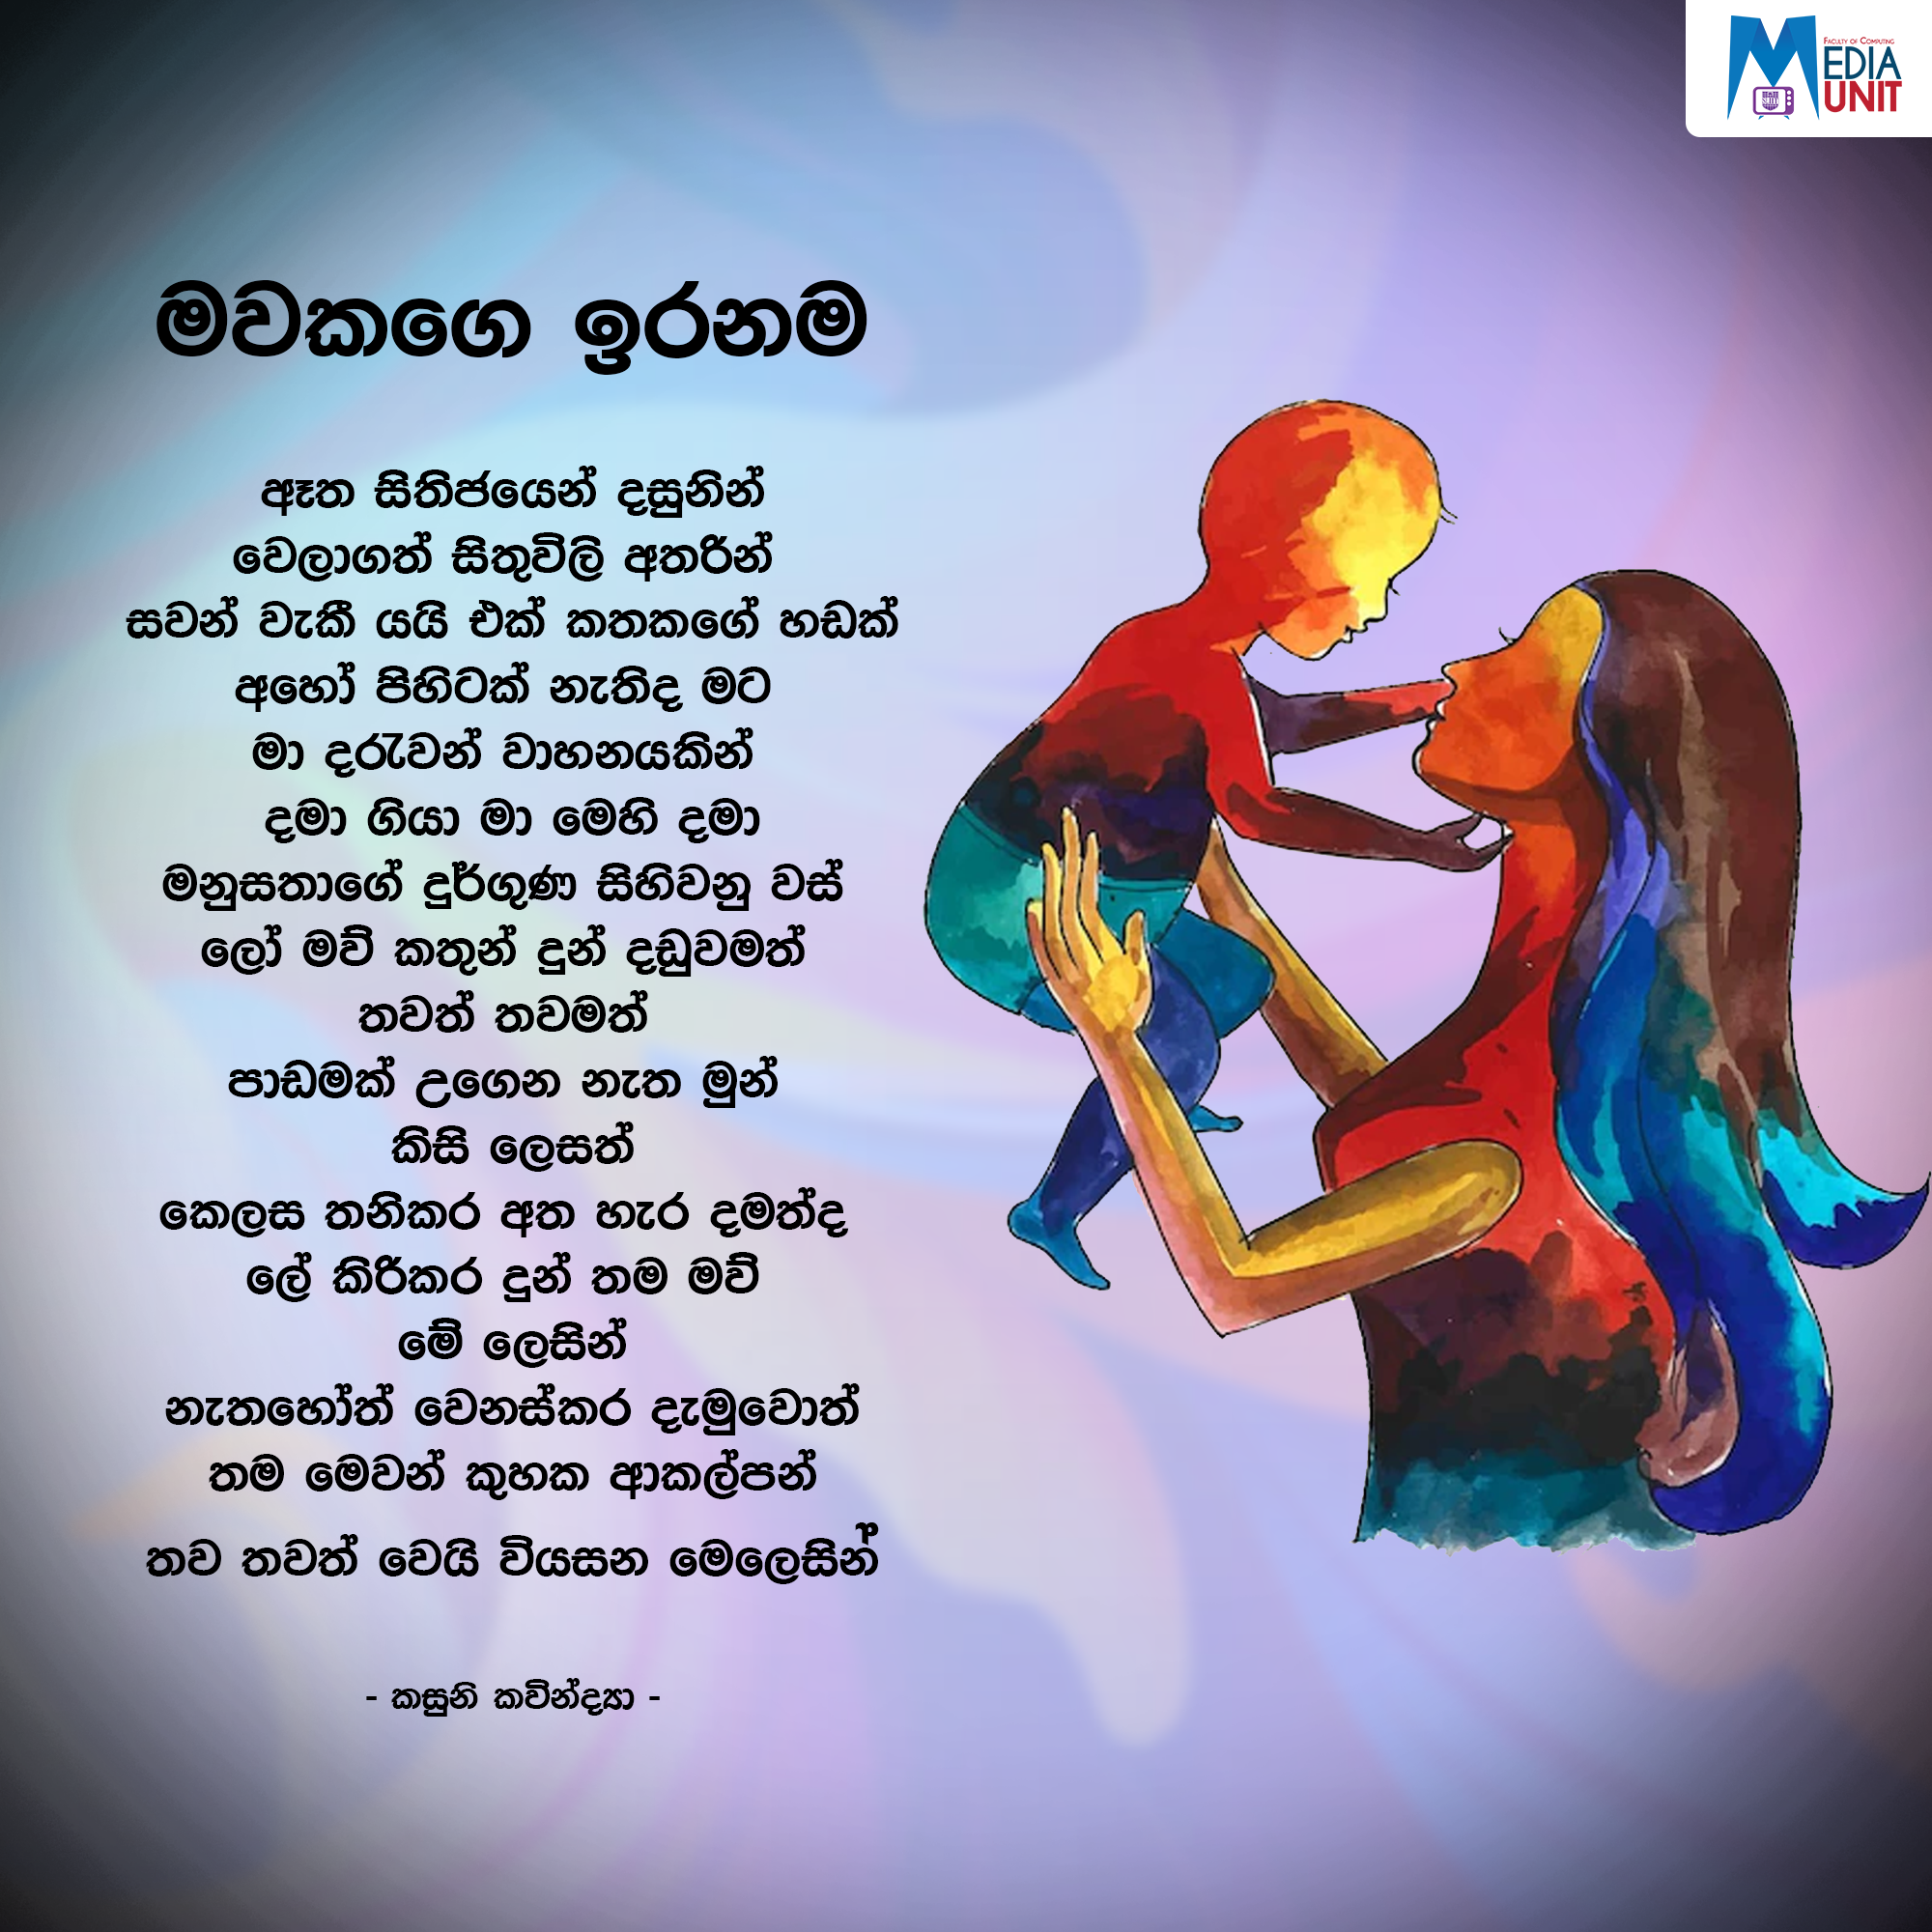 FACULTY OF COMPUTING
MEDIA
UNIT
SLIIT
මවකගෙ ඉරනම
ඈත සිතිජයෙන් දසුනින්
වෙලාගත් සිතුවිලි අතරින්
සවන් වැකී යයි එක් කතකගේ හඩක්
අහෝ පිහිටක් නැතිද මට
මා දරැවන් වාහනයකින්
දමා ගියා මා මෙහි දමා
මනුසතාගේ දුර්ගුණ සිහිවනු වස්
ලෝ මව් කතුන් දුන් දඩුවමත්
තවත් තවමත්
පාඩමක් උගෙන නැත මුන්
කිසි ලෙසත්
කෙලස තනිකර අත හැර දමත්ද
ලේ කිරිකර දුන් තම මව්
මේ ලෙසින්
නැතහෝත් වෙනස්කර දැමුවොත්
තම මෙවන් කුහක ආකල්පන්
තව තවත් වෙයි වියසන මෙලෙසින්
- කසුනි කවින්ද්‍යා -